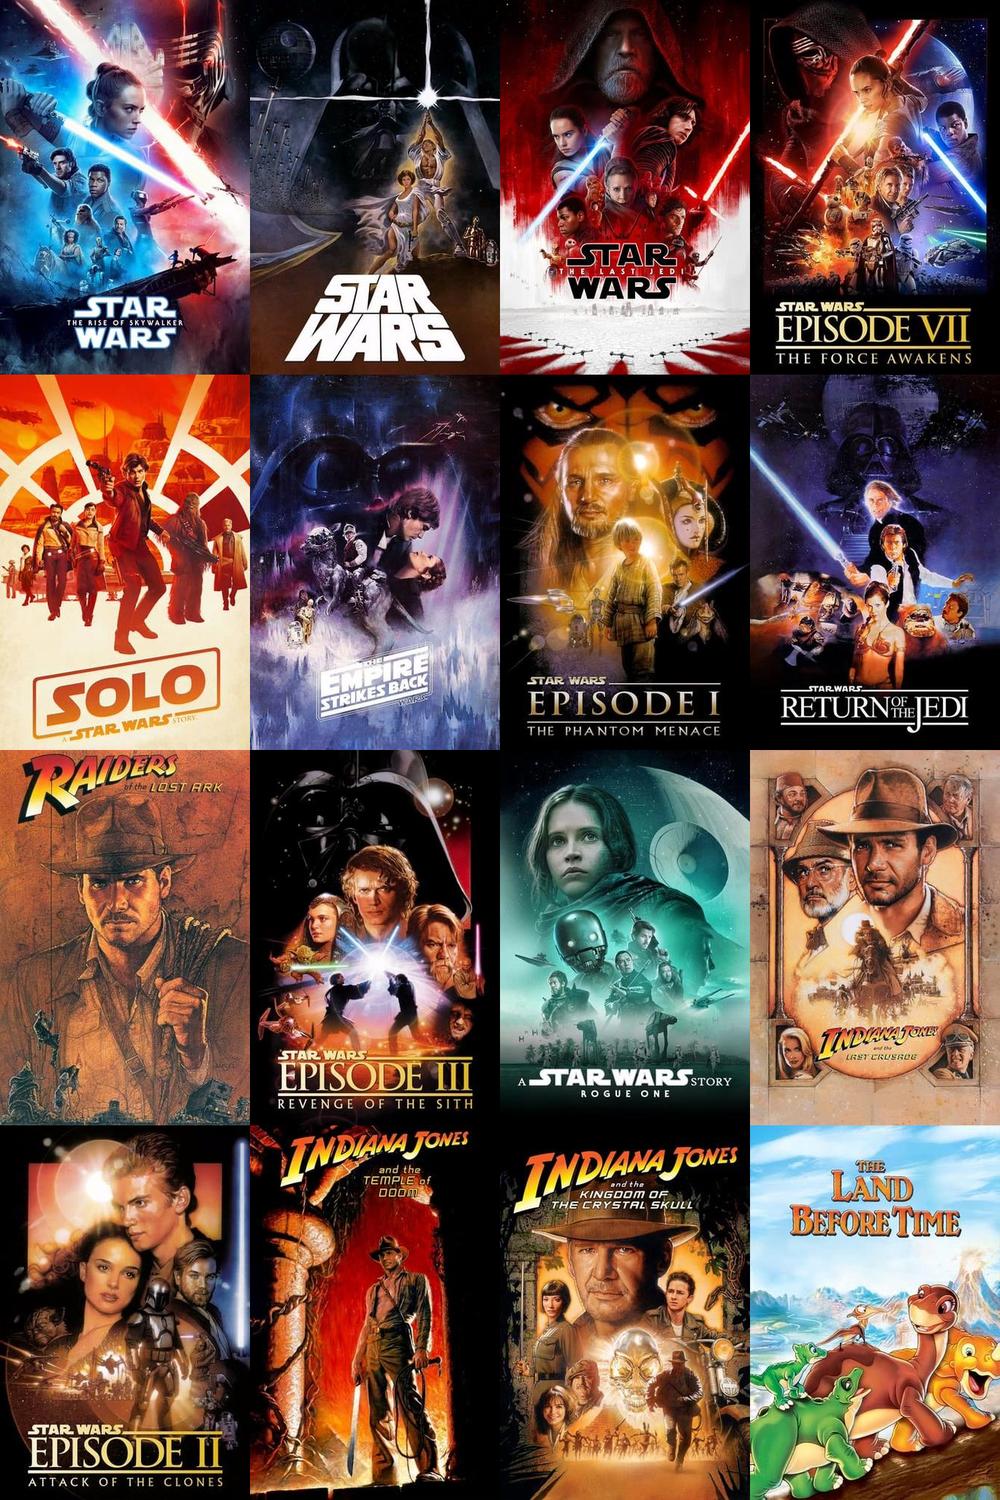 STAR
THE RISE OF SKYWALKER
WARS
STAR
WARS
STAR
THE LAST JEDI
WARS
STAR WARS
EPISODE VII
THE FORCE AWAKENS
SOLO
A STAR WARS STORY
THE
EMPIRE
STRIKES BACK
STAR WARS
EPISODE I
THE PHANTOM MENACE
STAR WARS
RETURN OF THE JEDI
RAIDERS
of the LOST ARK
STAR WARS
EPISODE III
REVENGE OF THE SITH
A STAR WARS STORY
ROGUE ONE
INDIANA JONES
and the
LAST CRUSADE
STAR WARS
EPISODE II
ATTACK OF THE CLONES
INDIANA JONES
and the
TEMPLE of
DOOM
INDIANA JONES
and the
KINGDOM OF
THE CRYSTAL SKULL
THE
LAND
BEFORE TIME